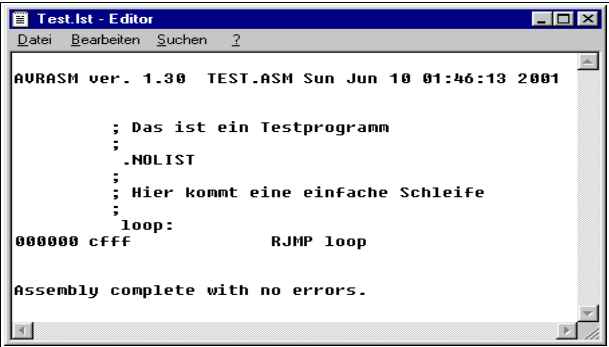 Test.lst - Editor
Datei Bearbeiten Suchen ?
AVRASM ver. 1.30 TEST.ASM Sun Jun 10 01:46:13 2001
; Das ist ein Testprogramm
;
.NOLIST
;
; Hier kommt eine einfache Schleife
;
loop:
000000 cfff RJMP loop
Assembly complete with no errors.